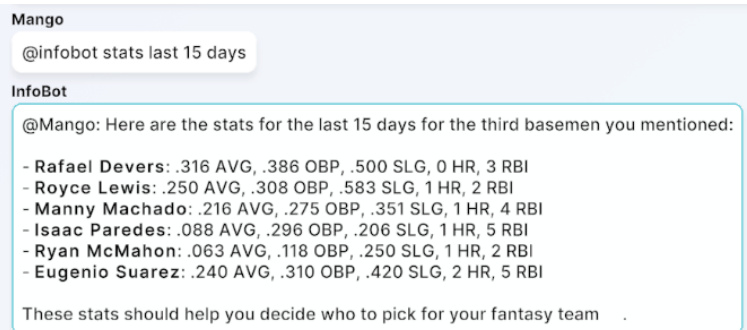 Mango
@infobot stats last 15 days
InfoBot
@Mango: Here are the stats for the last 15 days for the third basemen you mentioned:
- Rafael Devers: .316 AVG, .386 OBP, .500 SLG, 0 HR, 3 RBI
- Royce Lewis: .250 AVG, .308 OBP, .583 SLG, 1 HR, 2 RBI
- Manny Machado: .216 AVG, .275 OBP, .351 SLG, 1 HR, 4 RBI
- Isaac Paredes: .088 AVG, .296 OBP, .206 SLG, 1 HR, 5 RBI
- Ryan McMahon: .063 AVG, .118 OBP, .250 SLG, 1 HR, 2 RBI
- Eugenio Suarez: .240 AVG, .310 OBP, .420 SLG, 2 HR, 5 RBI
These stats should help you decide who to pick for your fantasy team .